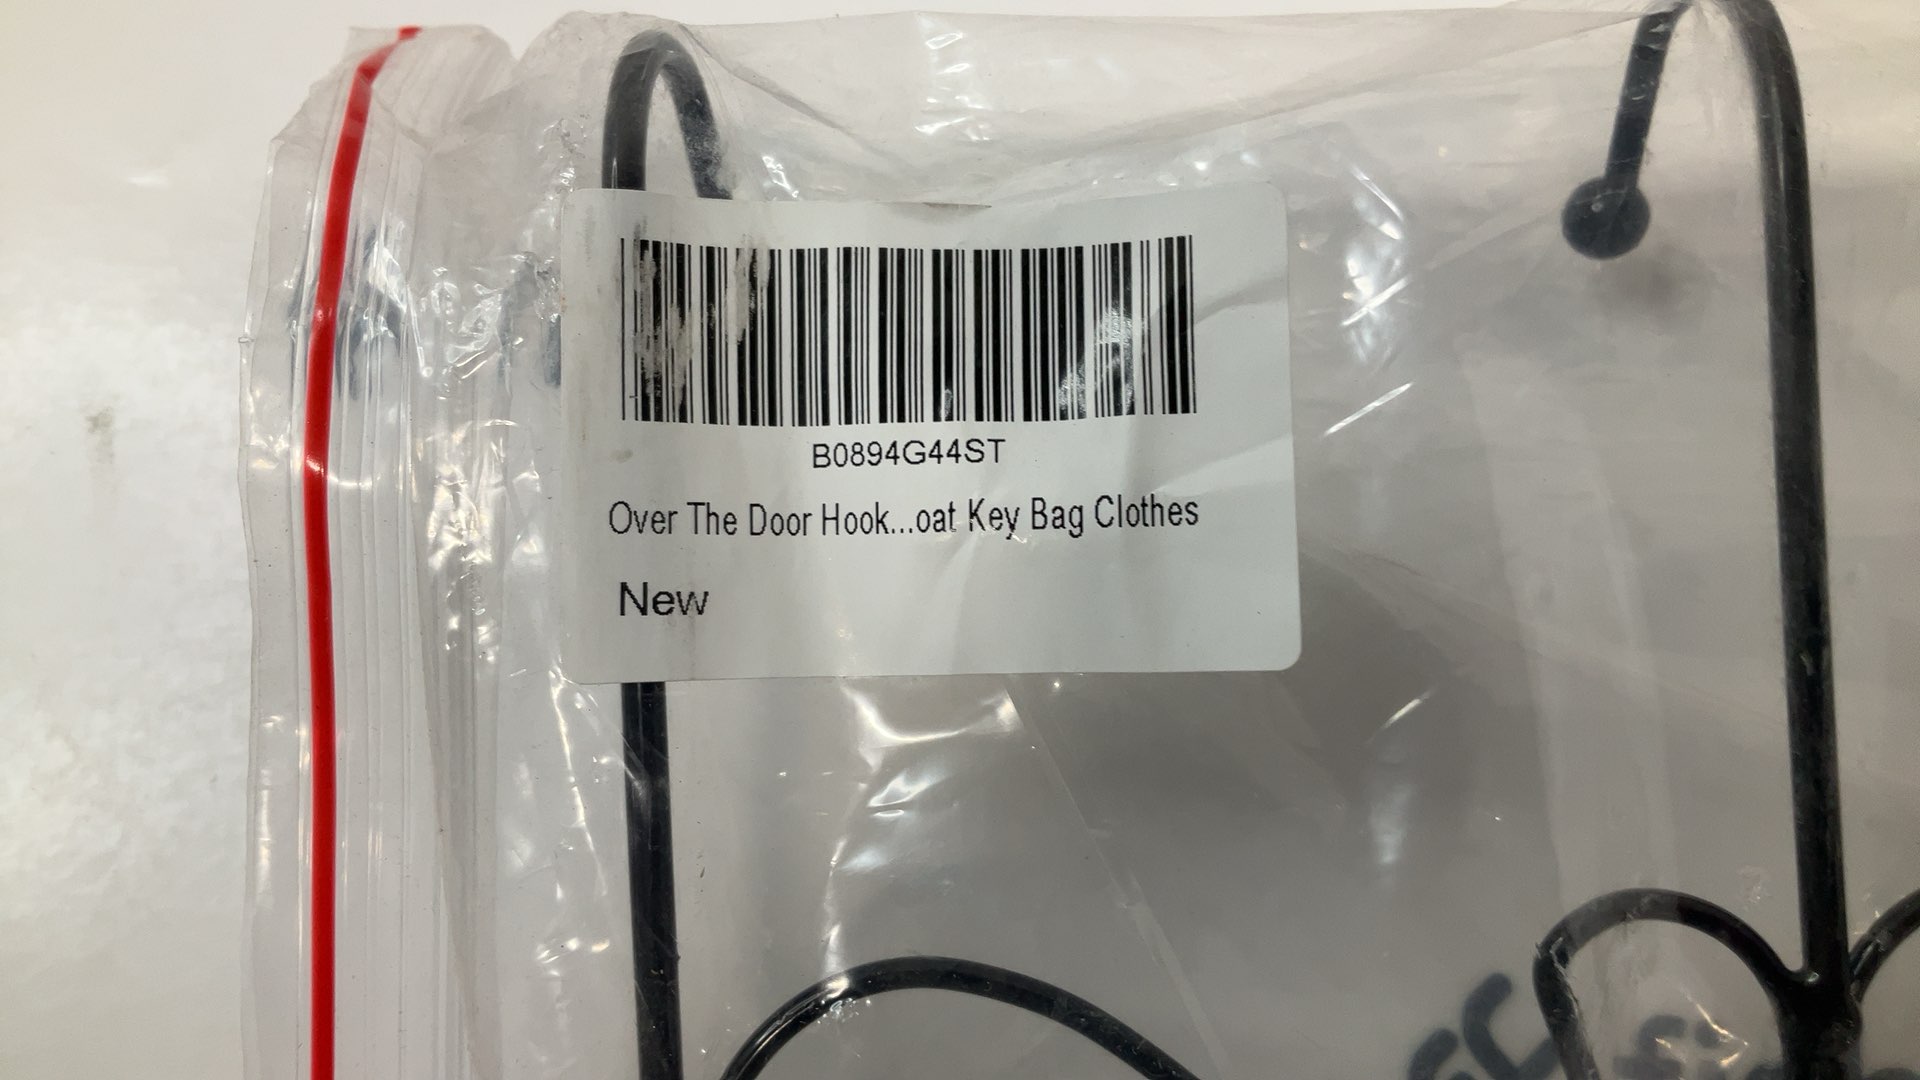 B0894G44ST
Over The Door Hook...oat Key Bag Clothes
New